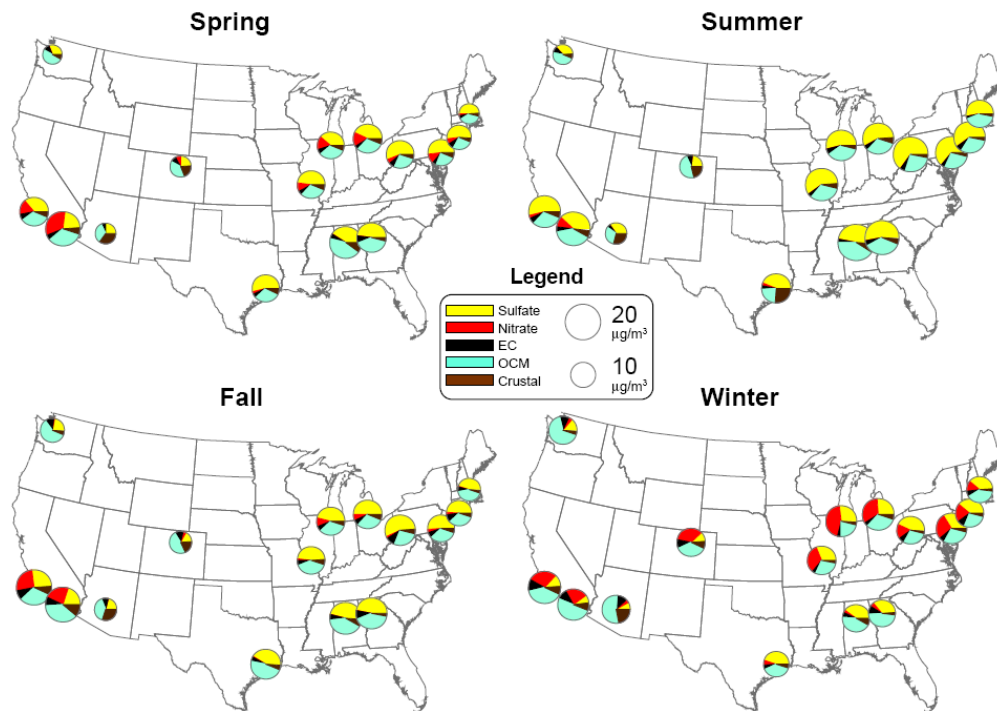 Spring
Summer
Legend
Sulfate
Nitrate
EC
OCM
Crustal
20
μg/m³
10
μg/m³
Fall
Winter